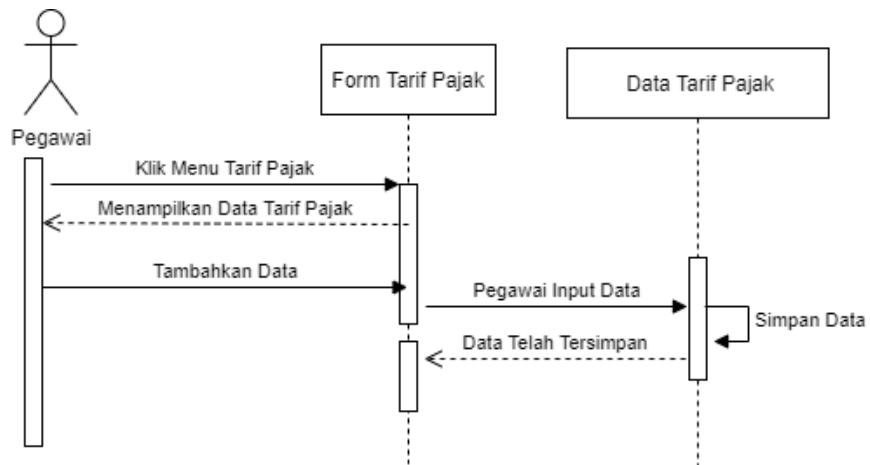 Form Tarif Pajak
Data Tarif Pajak
Pegawai
Klik Menu Tarif Pajak
Menampilkan Data Tarif Pajak
Tambahkan Data
Pegawai Input Data
Simpan Data
Data Telah Tersimpan